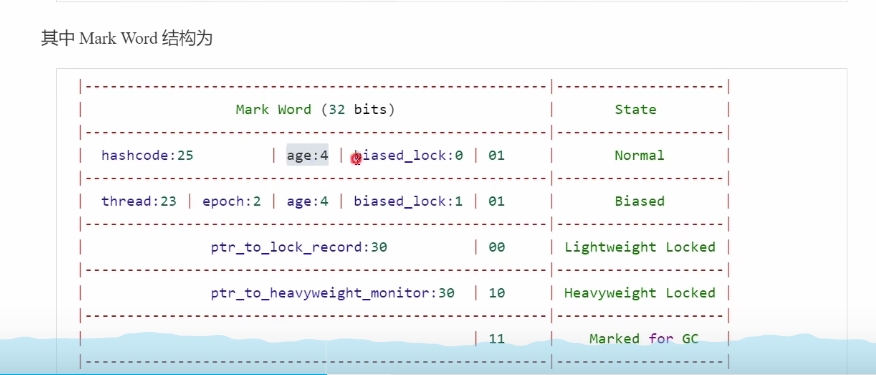 其中 Mark Word 结构为
|--------------------------------------------------------|--------------------|
| Mark Word (32 bits) | State |
|--------------------------------------------------------|--------------------|
| hashcode:25 | age:4 | biased_lock:0 | 01 | Normal |
|--------------------------------------------------------|--------------------|
| thread:23 | epoch:2 | age:4 | biased_lock:1 | 01 | Biased |
|--------------------------------------------------------|--------------------|
| ptr_to_lock_record:30 | 00 | Lightweight Locked |
|--------------------------------------------------------|--------------------|
| ptr_to_heavyweight_monitor:30 | 10 | Heavyweight Locked |
|--------------------------------------------------------|--------------------|
| | 11 | Marked for GC |
|--------------------------------------------------------|--------------------|